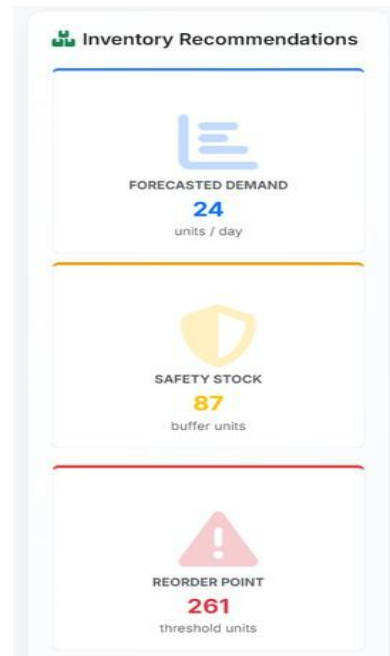 Inventory Recommendations
FORECASTED DEMAND
24
units / day
SAFETY STOCK
87
buffer units
REORDER POINT
261
threshold units